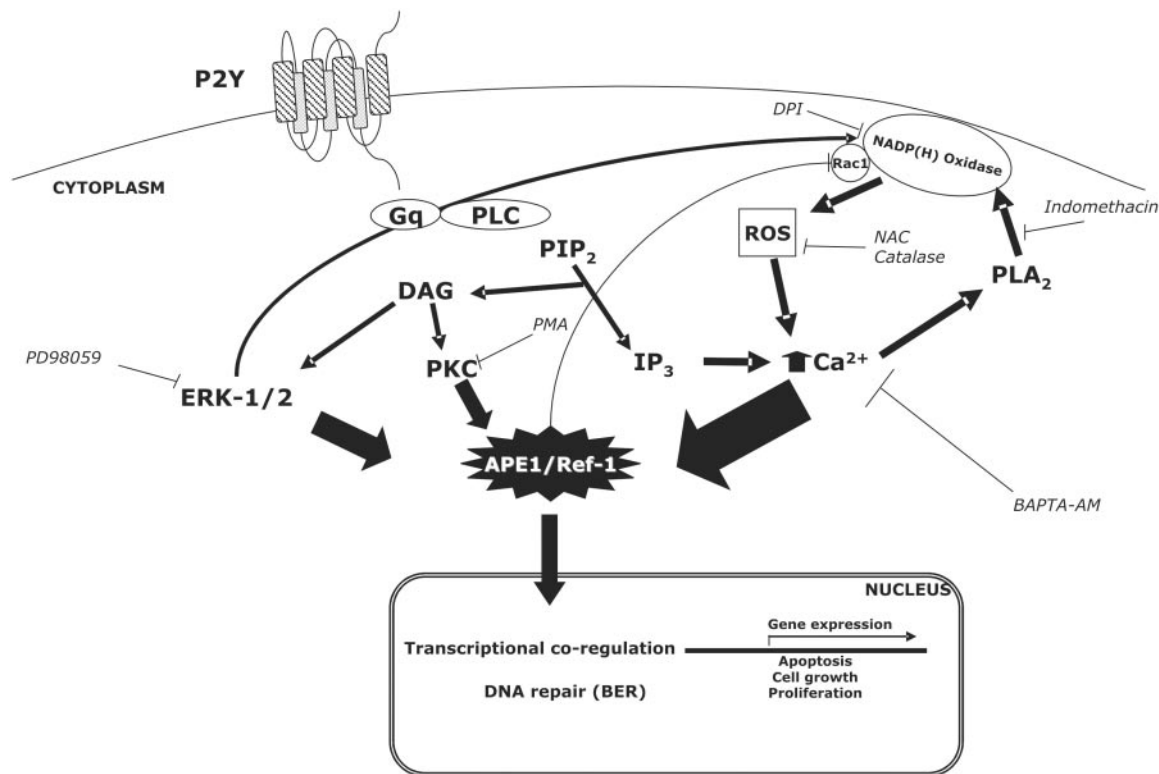 P2Y
CYTOPLASM
DPI
NADP(H) Oxidase
Rac1
Gq
PLC
Indomethacin
ROS
NAC
Catalase
PIP₂
PLA₂
DAG
PMA
PD98059
PKC
IP₃
Ca²⁺
ERK-1/2
APE1/Ref-1
BAPTA-AM
NUCLEUS
Gene expression
Transcriptional co-regulation
Apoptosis
Cell growth
Proliferation
DNA repair (BER)